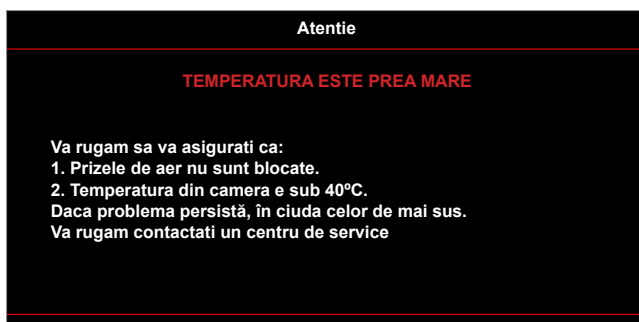 Atentie
TEMPERATURA ESTE PREA MARE
Va rugam sa va asigurati ca:
1. Prizele de aer nu sunt blocate.
2. Temperatura din camera e sub 40ºC.
Daca problema persistă, în ciuda celor de mai sus.
Va rugam contactati un centru de service